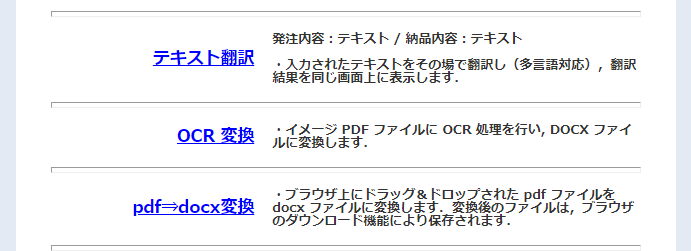 発注内容：テキスト / 納品内容：テキスト
テキスト翻訳
・入力されたテキストをその場で翻訳し（多言語対応）, 翻訳
結果を同じ画面上に表示します.
OCR 変換
・イメージ PDF ファイルに OCR 処理を行い, DOCX ファイ
ルに変換します.
pdf⇒docx変換
・ブラウザ上にドラッグ＆ドロップされた pdf ファイルを
docx ファイルに変換します. 変換後のファイルは, ブラウザ
のダウンロード機能により保存されます.